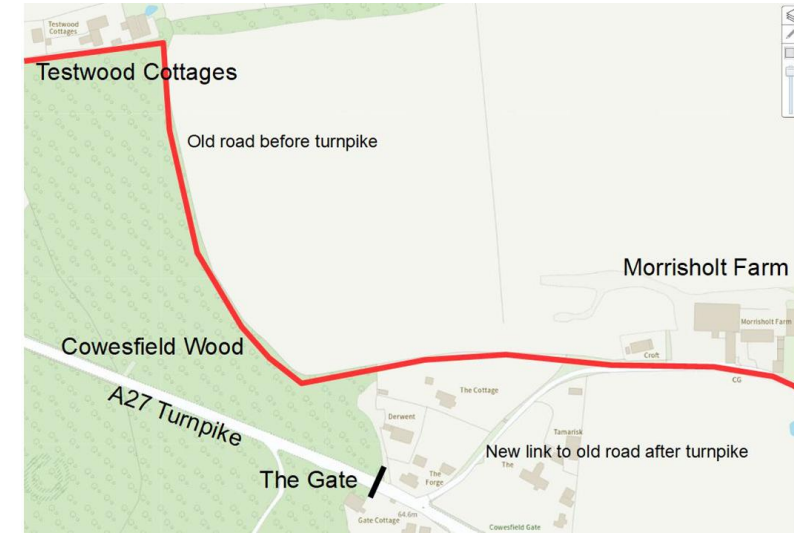 Testwood
Cottages
Testwood Cottages
Old road before turnpike
Morrisholt Farm
Morrisholt Farm
Croft
Cowesfield Wood
CG
The Cottage
A27 Turnpike
Derwent
Tamarisk
New link to old road after turnpike
The
The
Forge
The Gate
64.6m
Gate Cottage
Cowesfield Gate